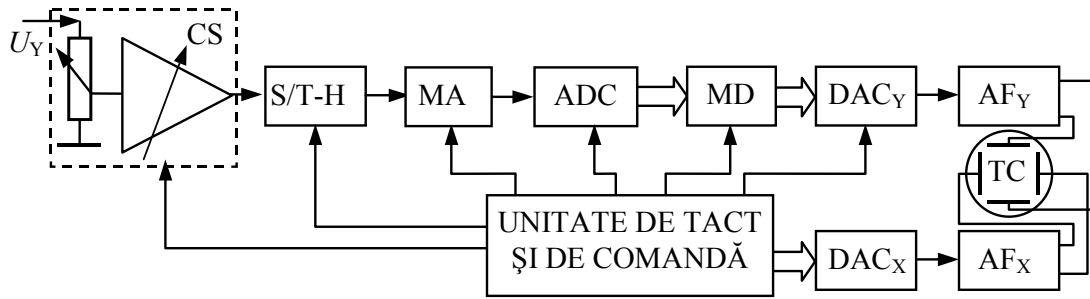 U_Y
CS
S/T-H
MA
ADC
MD
DAC_Y
AF_Y
TC
UNITATE DE TACT
ŞI DE COMANDĂ
DAC_X
AF_X